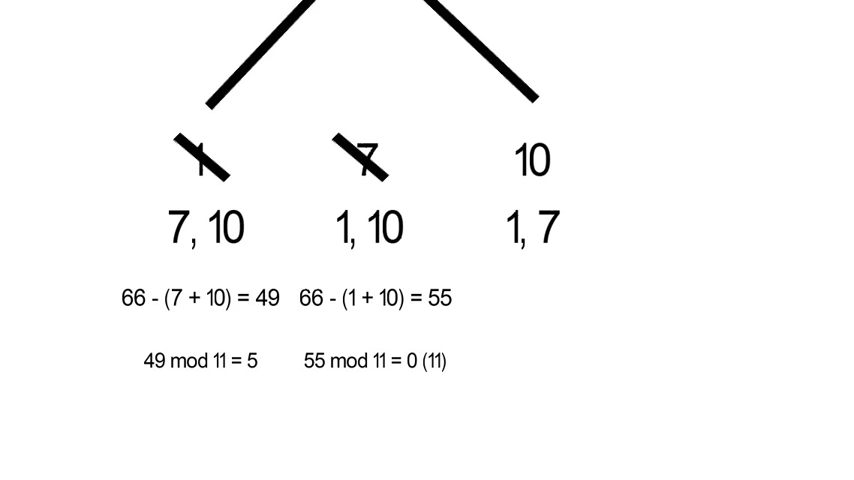 1 7 10
7, 10 1, 10 1, 7
66 - (7 + 10) = 49 66 - (1 + 10) = 55
49 mod 11 = 5 55 mod 11 = 0 (11)